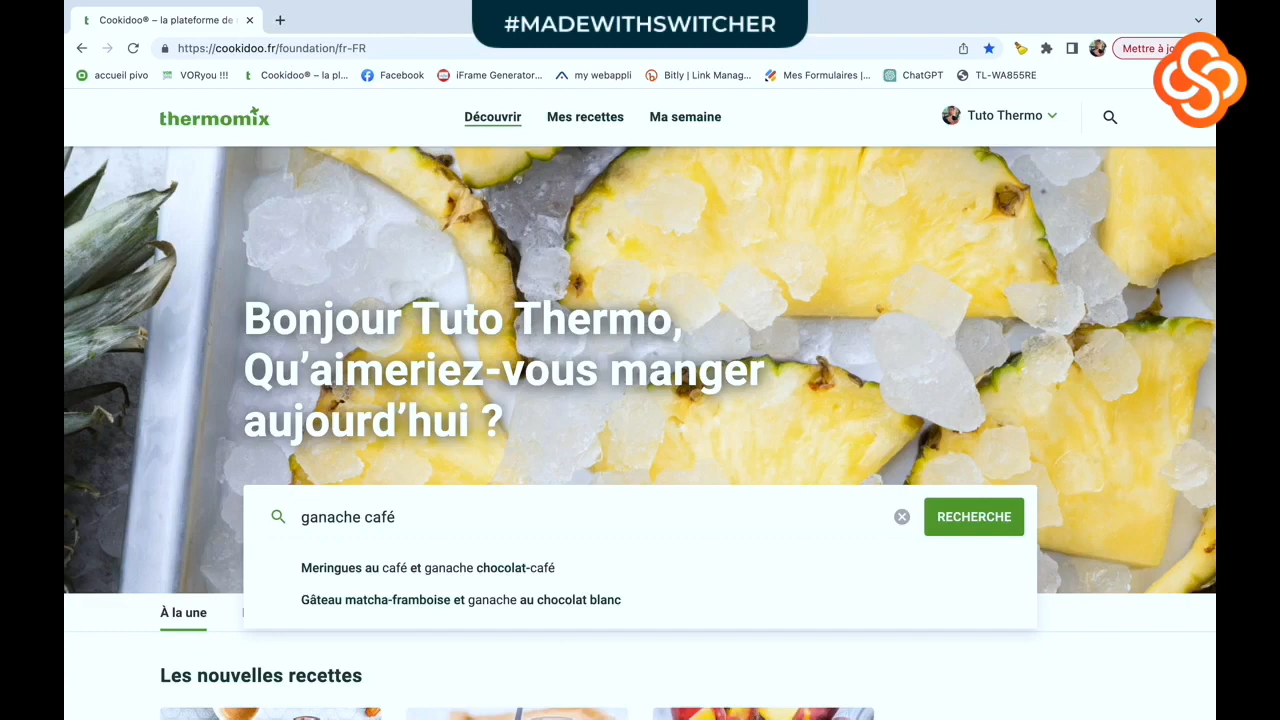 #MADEWITHSWITCHER
Cookidoo® – la plateforme de
https://cookidoo.fr/foundation/fr-FR
Mettre à jo
accueil pivo
VORyou !!!
Cookidoo® – la pl...
Facebook
iFrame Generator...
my webappli
Bitly | Link Manag...
Mes Formulaires |...
ChatGPT
TL-WA855RE
thermomix
Découvrir
Mes recettes
Ma semaine
Tuto Thermo
Bonjour Tuto Thermo,
Qu’aimeriez-vous manger
aujourd’hui ?
ganache café
RECHERCHE
Meringues au café et ganache chocolat-café
Gâteau matcha-framboise et ganache au chocolat blanc
À la une
Les nouvelles recettes